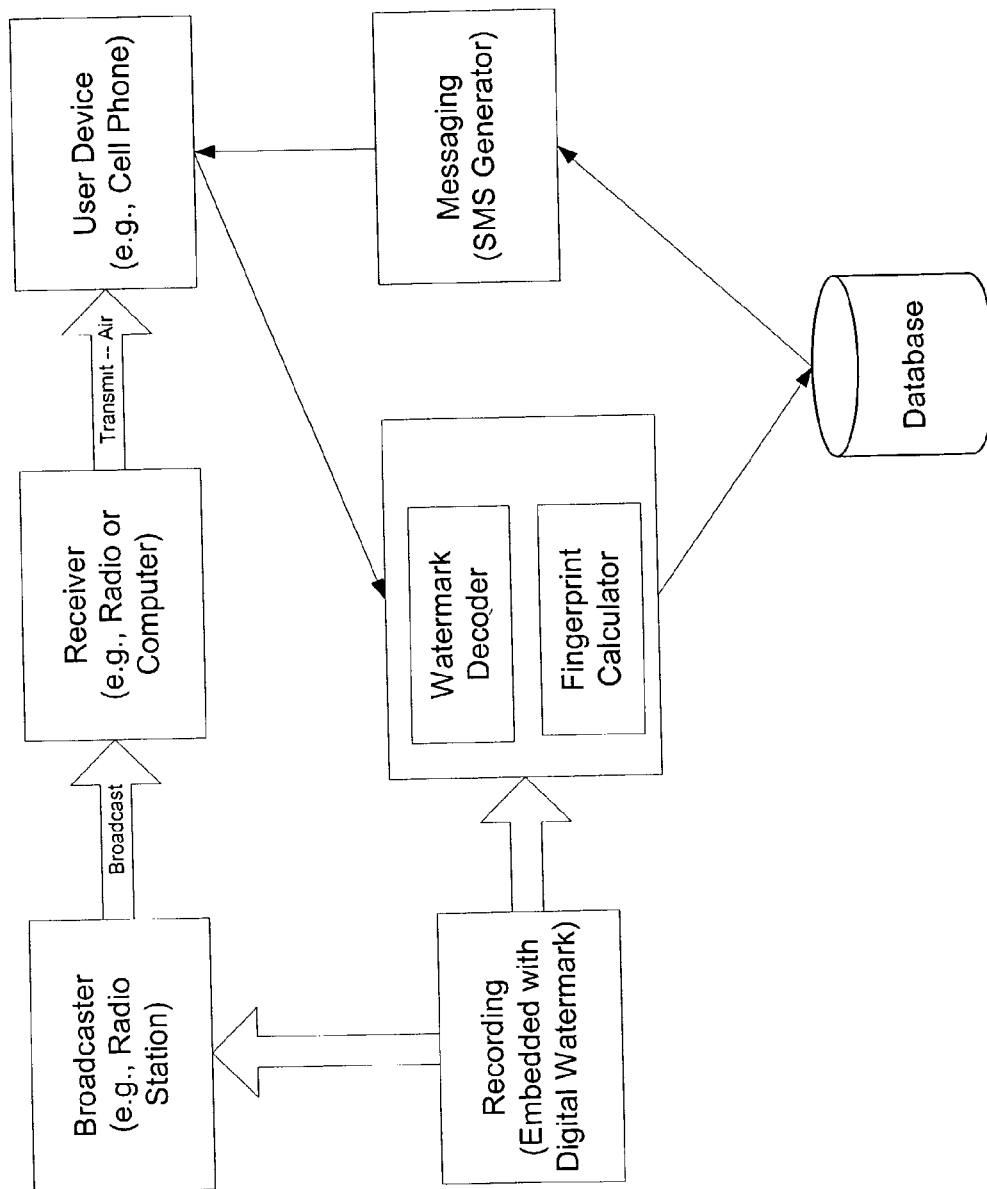 Broadcaster
(e.g., Radio
Station)
Broadcast
Receiver
(e.g., Radio or
Computer)
Transmit -- Air
User Device
(e.g., Cell Phone)
Recording
(Embedded with
Digital Watermark)
Watermark
Decoder
Fingerprint
Calculator
Messaging
(SMS Generator)
Database